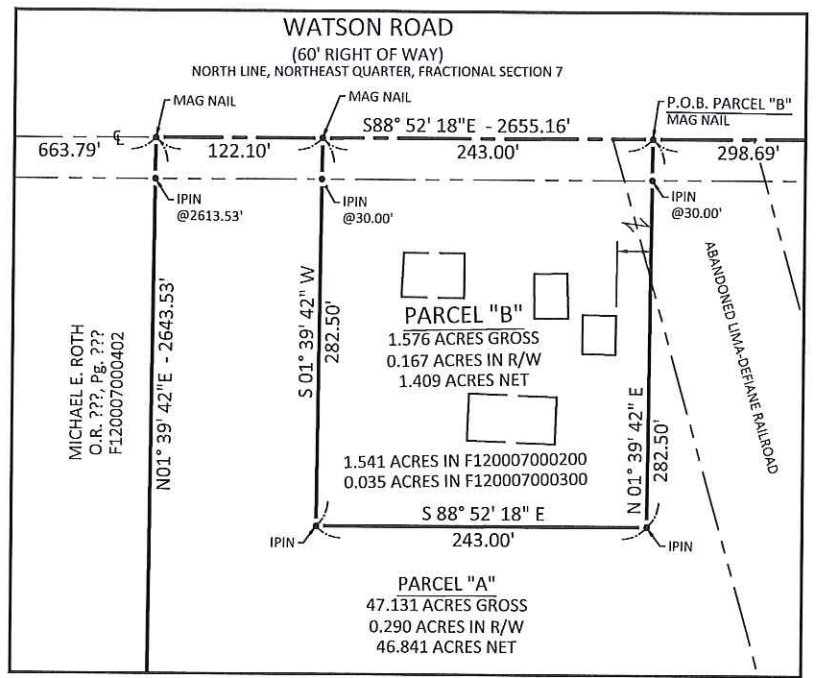 WATSON ROAD
(60' RIGHT OF WAY)
NORTH LINE, NORTHEAST QUARTER, FRACTIONAL SECTION 7
MAG NAIL
MAG NAIL
P.O.B. PARCEL "B"
MAG NAIL
S88° 52' 18"E - 2655.16'
663.79'
℄
122.10'
243.00'
298.69'
IPIN
@2613.53'
IPIN
@30.00'
IPIN
@30.00'
N01° 39' 42"E - 2643.53'
MICHAEL E. ROTH
O.R. ???, Pg. ???
F120007000402
S 01° 39' 42" W
282.50'
PARCEL "B"
1.576 ACRES GROSS
0.167 ACRES IN R/W
1.409 ACRES NET
1.541 ACRES IN F120007000200
0.035 ACRES IN F120007000300
N 01° 39' 42" E
282.50'
ABANDONED LIMA-DEFIANE RAILROAD
S 88° 52' 18" E
243.00'
IPIN
IPIN
PARCEL "A"
47.131 ACRES GROSS
0.290 ACRES IN R/W
46.841 ACRES NET